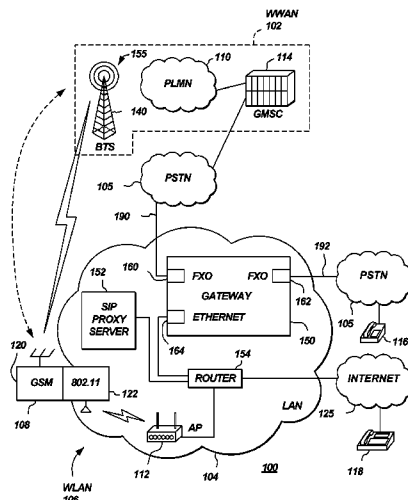 WWAN
102
155
110
114
PLMN
140
BTS
GMSC
105
PSTN
190
152
160
FXO
FXO
192
162
PSTN
GATEWAY
SIP
PROXY
SERVER
ETHERNET
150
105
116
120
164
154
GSM
802.11
122
ROUTER
INTERNET
LAN
125
108
AP
112
104
100
118
WLAN
106